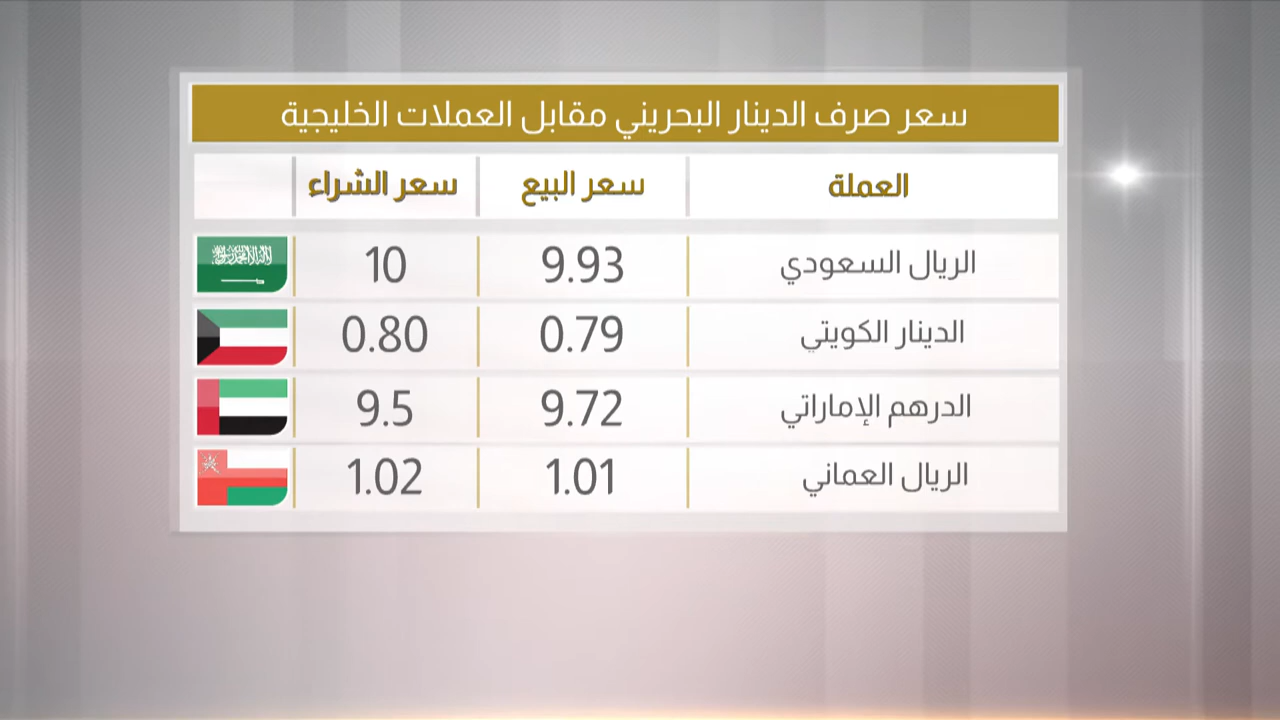 سعر صرف الدينار البحريني مقابل العملات الخليجية
العملة سعر البيع سعر الشراء
الريال السعودي 9.93 10
الدينار الكويتي 0.79 0.80
الدرهم الإماراتي 9.72 9.5
الريال العماني 1.01 1.02